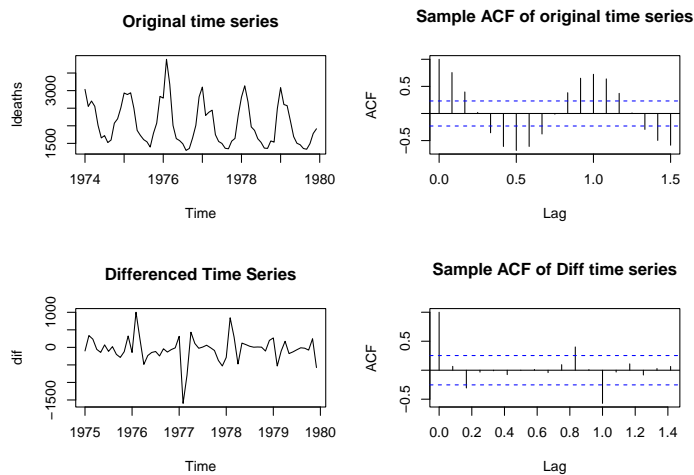 Original time series
ldeaths
1500
3000
1974
1976
1978
1980
Time
Sample ACF of original time series
ACF
−0.5
0.5
0.0
0.5
1.0
1.5
Lag
Differenced Time Series
dif
−1500
0
1000
1975
1976
1977
1978
1979
1980
Time
Sample ACF of Diff time series
ACF
−0.5
0.5
0.0
0.2
0.4
0.6
0.8
1.0
1.2
1.4
Lag